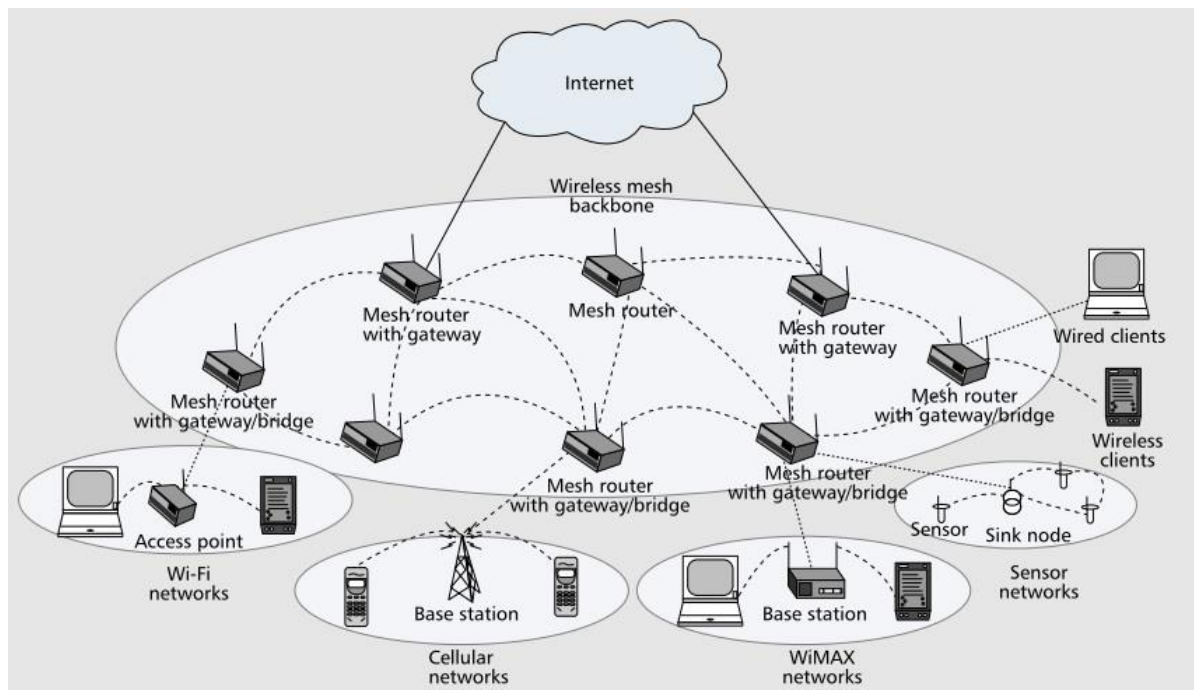 Internet
Wireless mesh
backbone
Mesh router
with gateway
Mesh router
Mesh router
with gateway
Wired clients
Mesh router
with gateway/bridge
Mesh router
with gateway/bridge
Wireless
clients
Mesh router
with gateway/bridge
Mesh router
with gateway/bridge
Access point
Wi-Fi
networks
Sensor
Sink node
Sensor
networks
Base station
Cellular
networks
Base station
WiMAX
networks